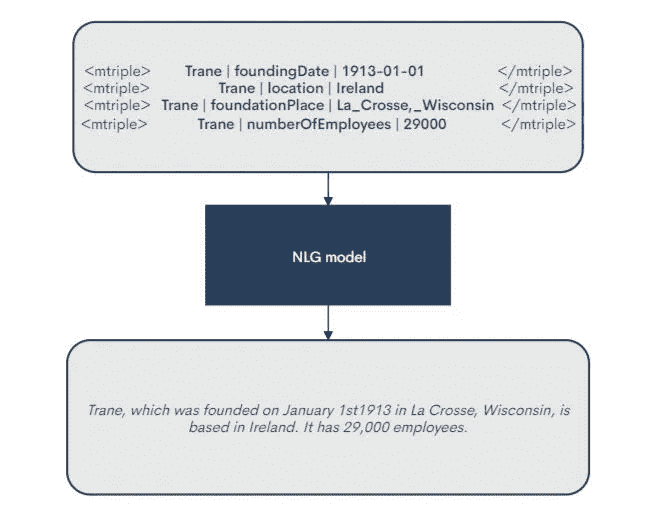 <mtriple> Trane | foundingDate | 1913-01-01 </mtriple>
<mtriple> Trane | location | Ireland </mtriple>
<mtriple> Trane | foundationPlace | La_Crosse,_Wisconsin </mtriple>
<mtriple> Trane | numberOfEmployees | 29000 </mtriple>
NLG model
Trane, which was founded on January 1st1913 in La Crosse, Wisconsin, is
based in Ireland. It has 29,000 employees.